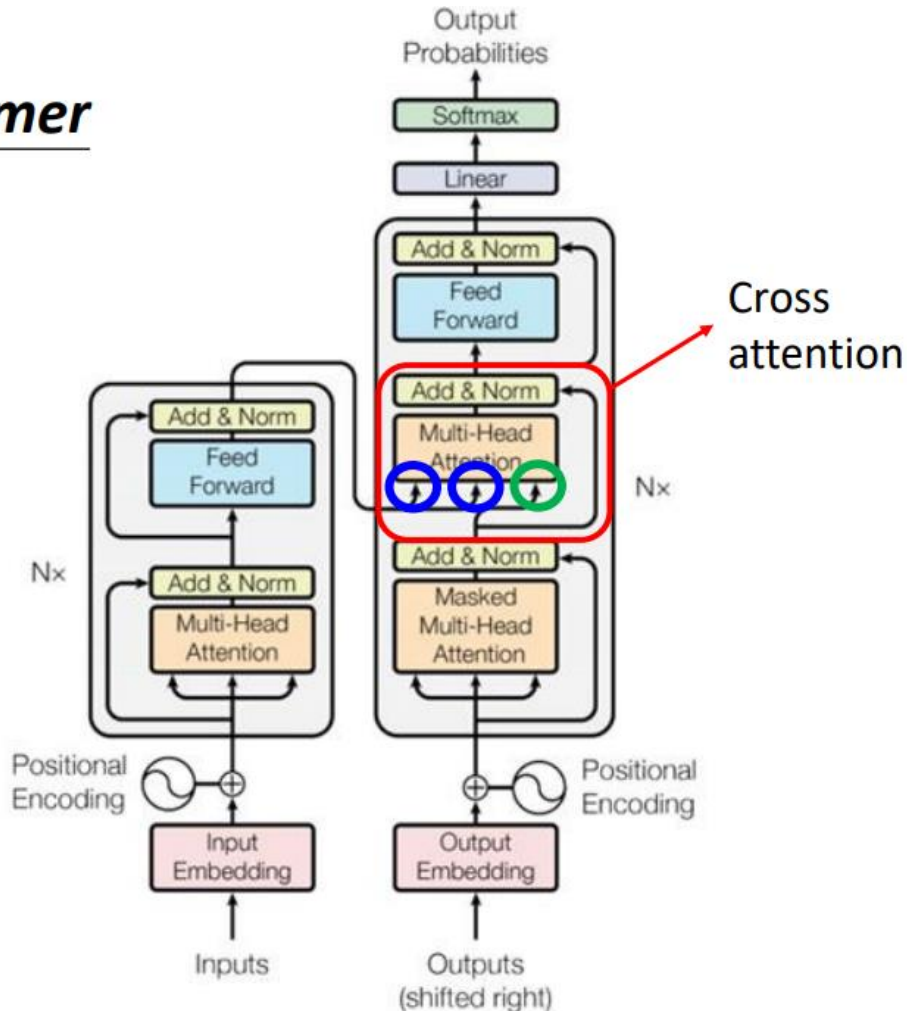 mer
Output
Probabilities
Softmax
Linear
Add & Norm
Feed
Forward
Add & Norm
Multi-Head
Attention
Cross
attention
Nx
Add & Norm
Masked
Multi-Head
Attention
Add & Norm
Feed
Forward
Nx
Add & Norm
Multi-Head
Attention
Positional
Encoding
Positional
Encoding
Input
Embedding
Output
Embedding
Inputs
Outputs
(shifted right)